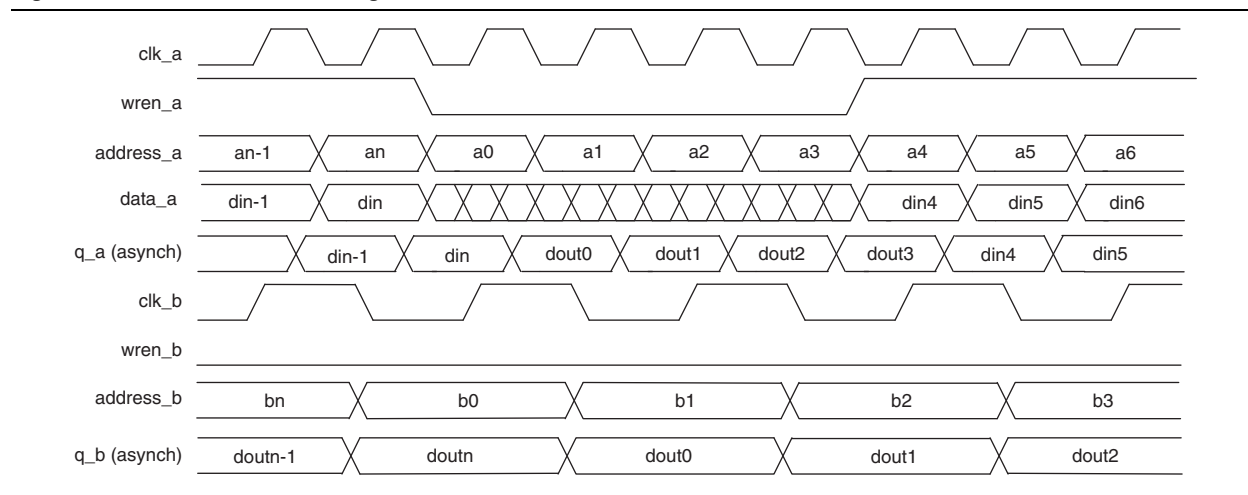 clk_a
wren_a
address_a an-1 an a0 a1 a2 a3 a4 a5 a6
data_a din-1 din din4 din5 din6
q_a (asynch) din-1 din dout0 dout1 dout2 dout3 din4 din5
clk_b
wren_b
address_b bn b0 b1 b2 b3
q_b (asynch) doutn-1 doutn dout0 dout1 dout2